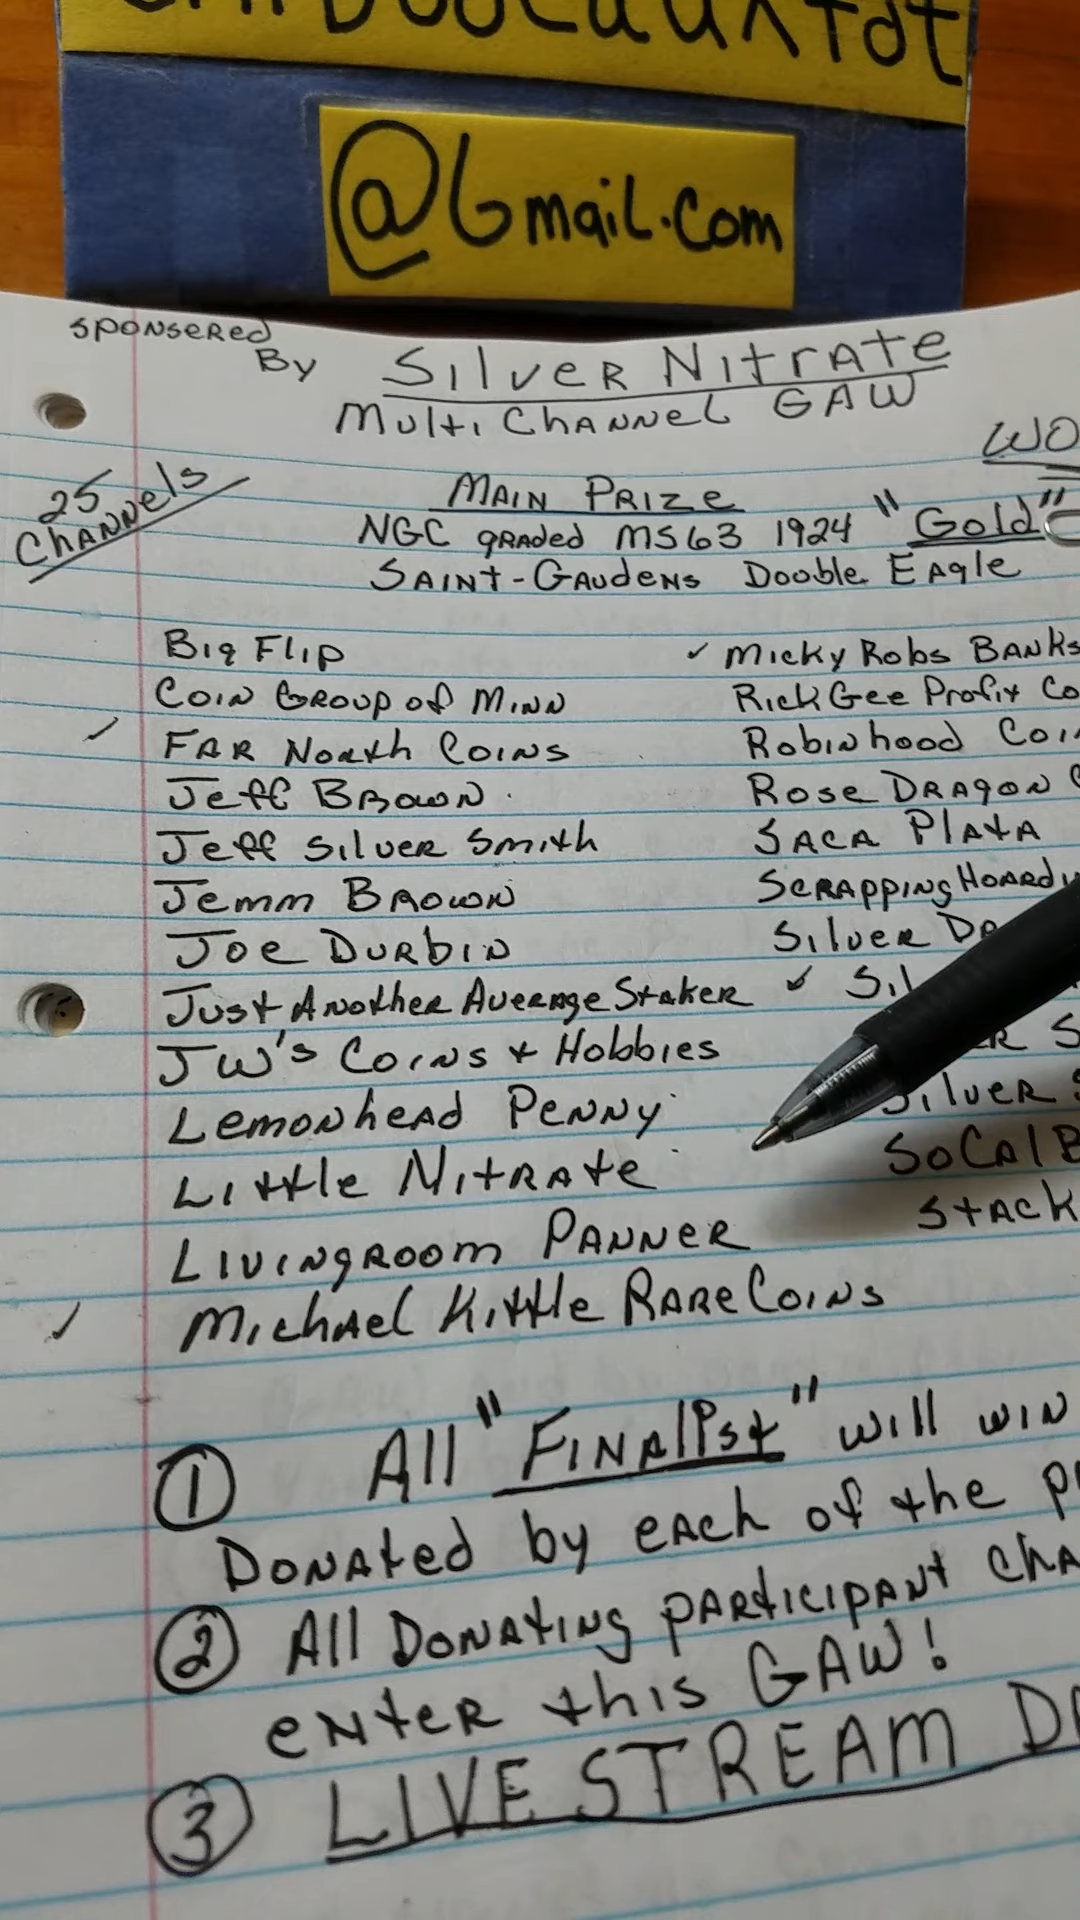 @Gmail.com
Sponsered
By Silver Nitrate
Multi Channel GAW
25
Channels
Main Prize
NGC graded MS63 1924 "Gold"
Saint-Gaudens Double Eagle
Big Flip
Coin Group of Minn
Far North Coins
Jeff Brown
Jeff Silver Smith
Jemm Brown
Joe Durbin
Just Another Average Staker
JW's Coins & Hobbies
Lemonhead Penny
Little Nitrate
Livingroom Panner
Michael Kittle Rare Coins
✓ Micky Robs Banks
Rick Gee Profit Co
Robinhood
Rose Dragon
Saca Plata
Scrapping
Silver
Silver
SoCal
Stack
① All "Finalist" will win
Donated by each of the
② All Donating participant
enter this GAW!
③ LIVE STREAM